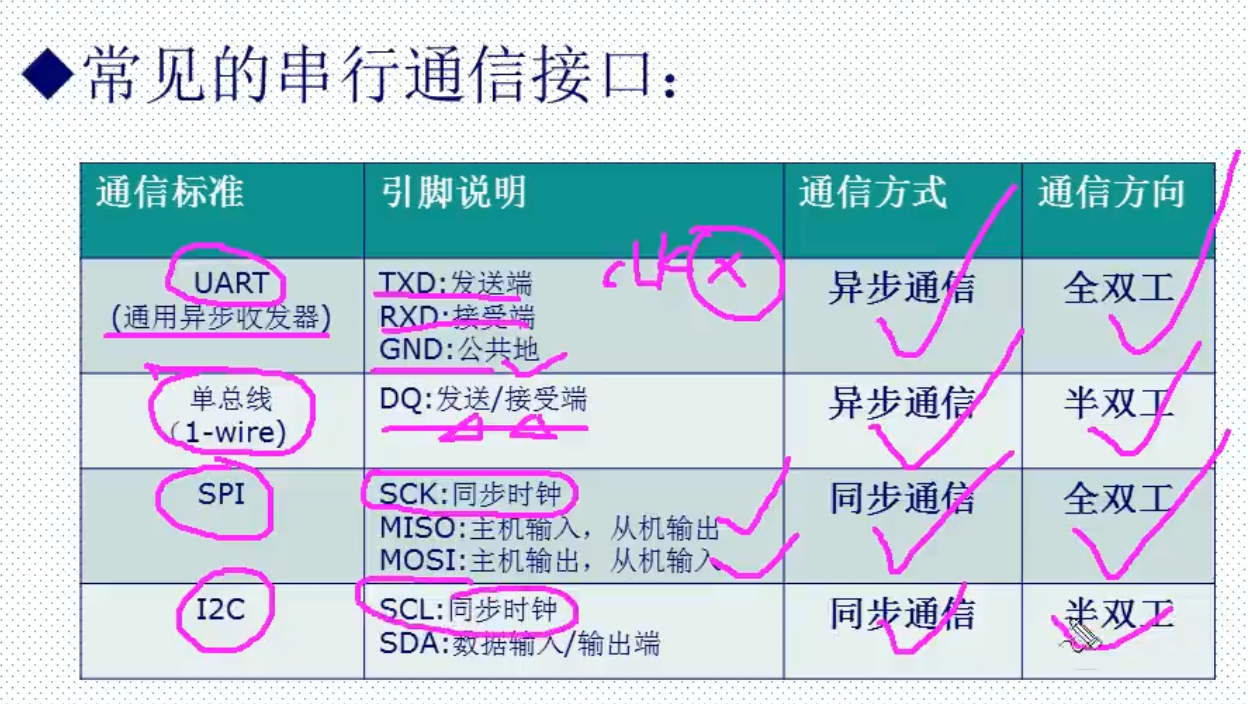 ◆常见的串行通信接口:
通信标准 引脚说明 通信方式 通信方向
UART
(通用异步收发器)
TXD:发送端
RXD:接受端
GND:公共地
clk
异步通信
全双工
单总线
(1-wire)
DQ:发送/接受端
异步通信
半双工
SPI
SCK:同步时钟
MISO:主机输入，从机输出
MOSI:主机输出，从机输入
同步通信
全双工
I2C
SCL:同步时钟
SDA:数据输入/输出端
同步通信
半双工